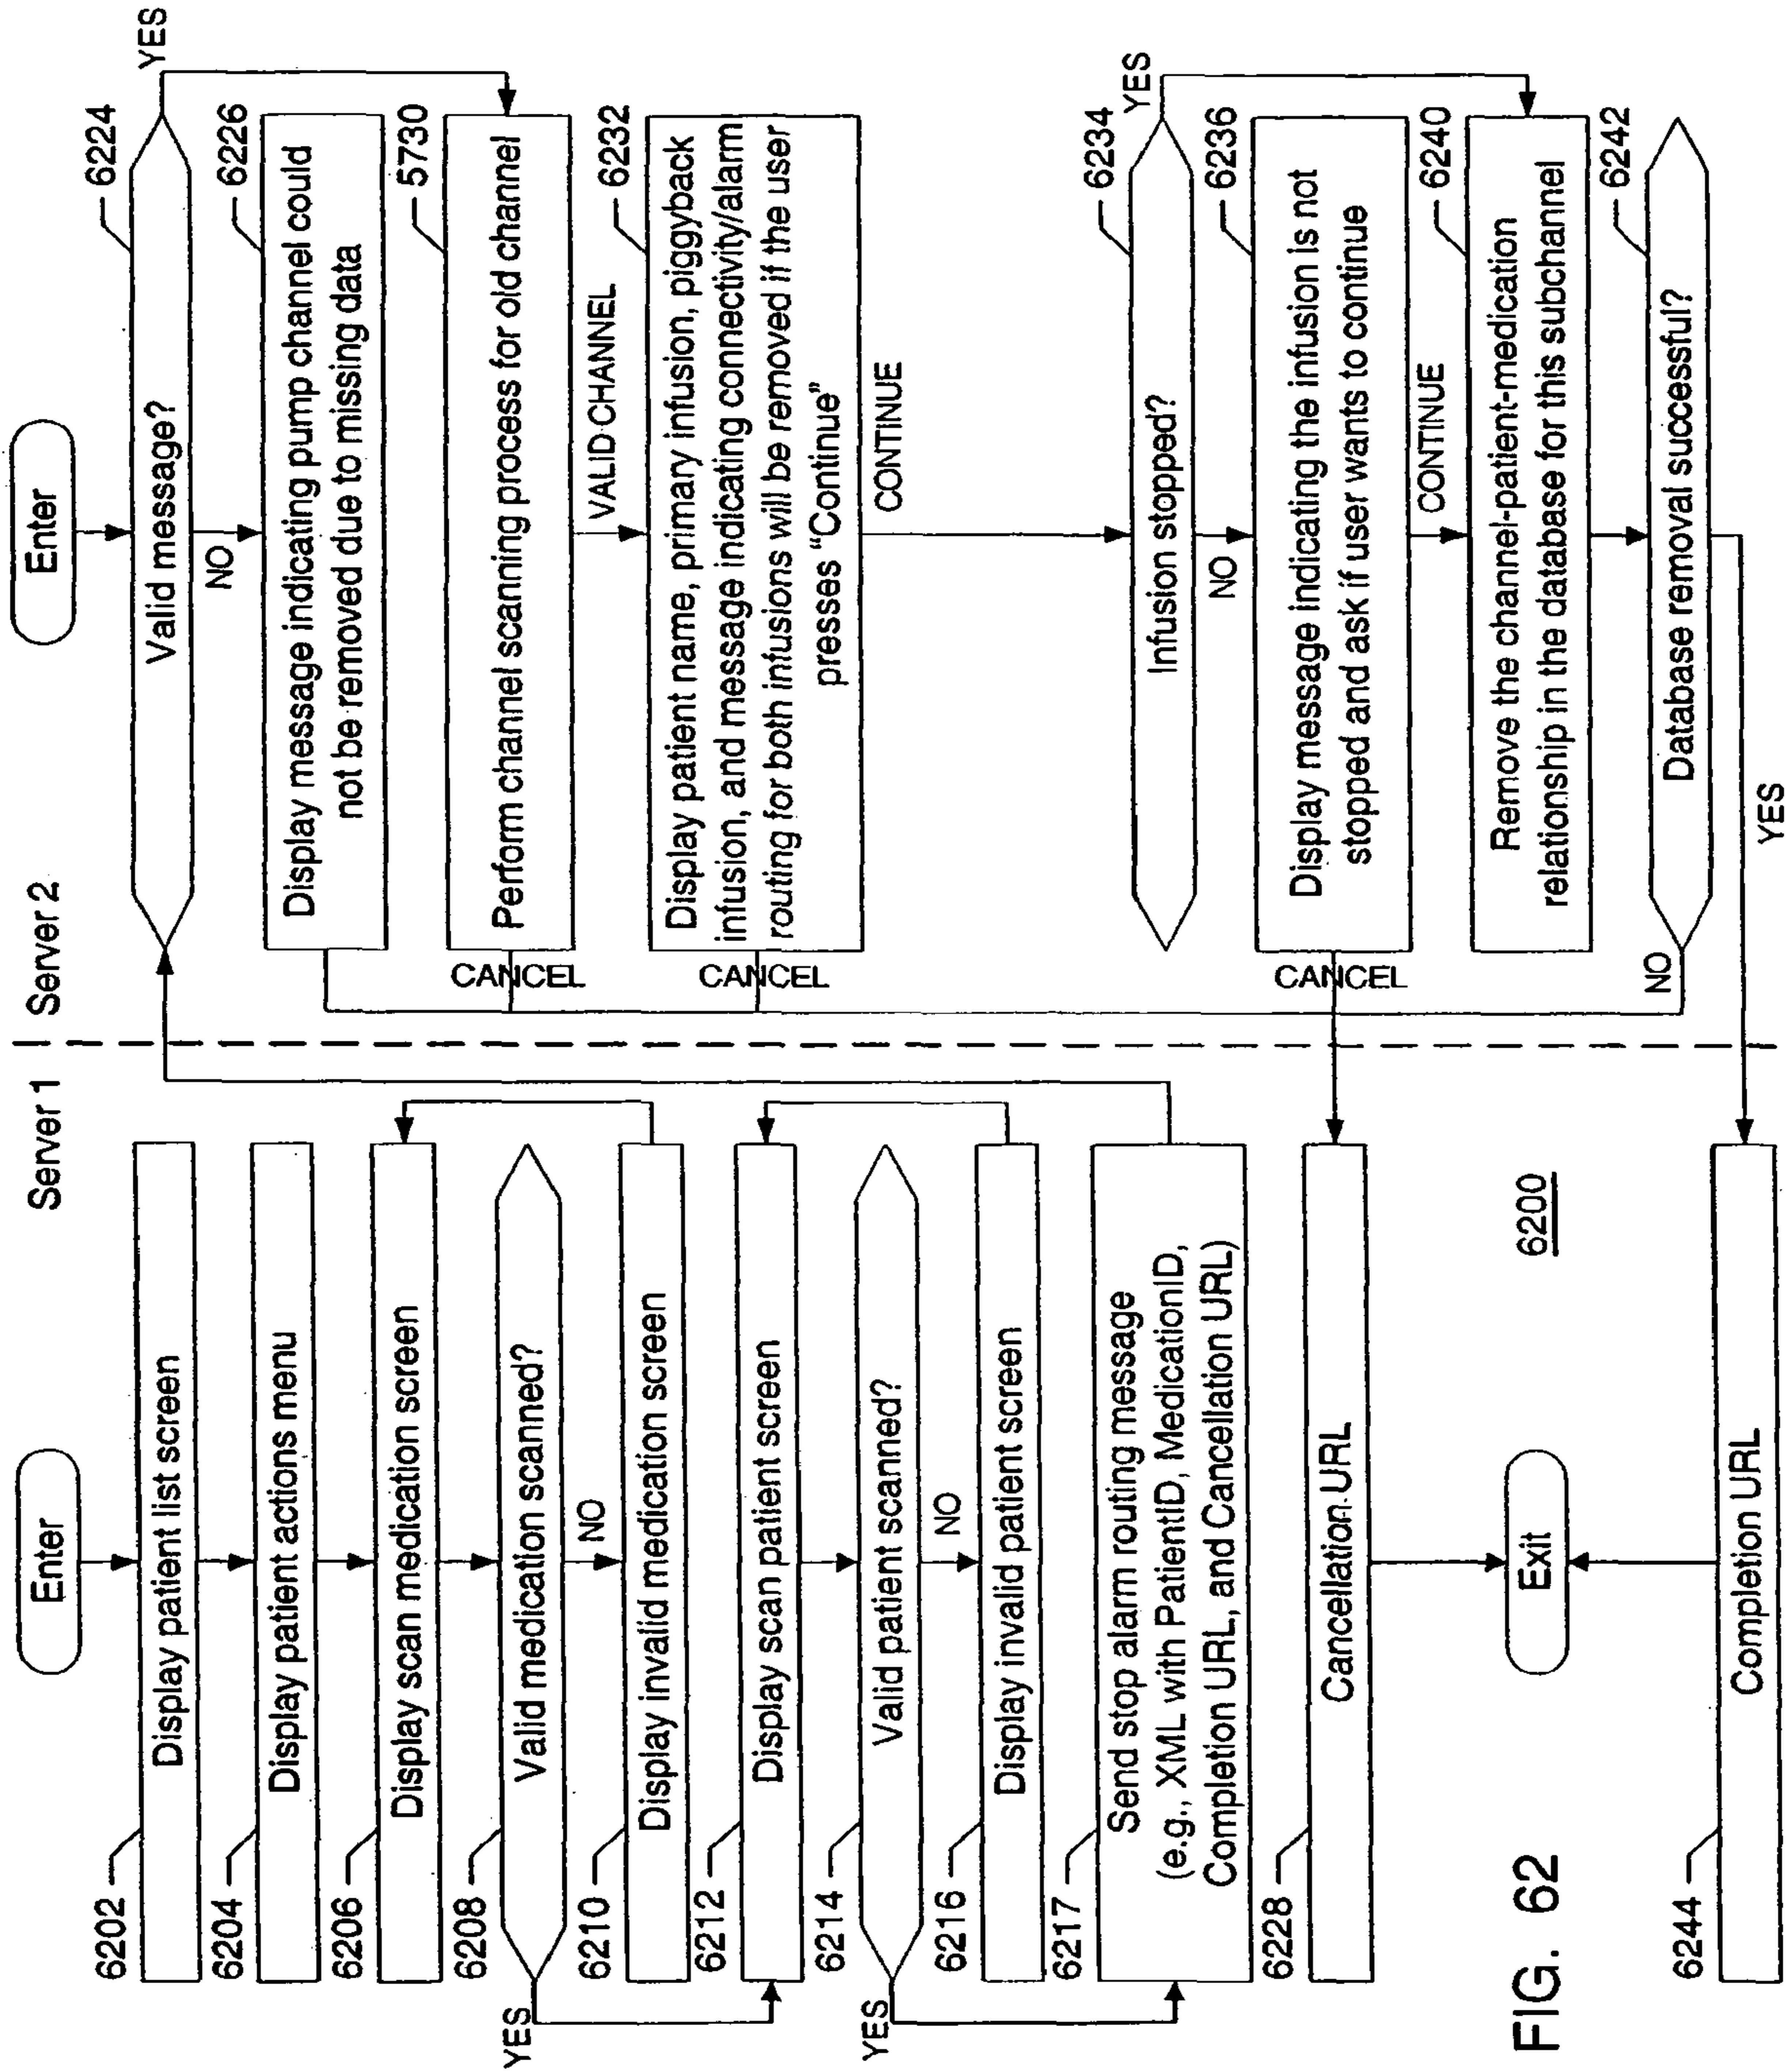 Server 1
Server 2
Enter
6202
Display patient list screen
6204
Display patient actions menu
6206
Display scan medication screen
6208
Valid medication scanned?
YES
NO
6210
Display invalid medication screen
6212
Display scan patient screen
6214
Valid patient scanned?
YES
NO
6216
Display invalid patient screen
6217
Send stop alarm routing message
(e.g., XML with PatientID, MedicationID,
Completion URL, and Cancellation URL)
6228
Cancellation URL
Exit
6200
6244
Completion URL
FIG. 62
Enter
6224
Valid message?
YES
NO
6226
Display message indicating pump channel could
not be removed due to missing data
5730
Perform channel scanning process for old channel
CANCEL
VALID CHANNEL
6232
Display patient name, primary infusion, piggyback
infusion, and message indicating connectivity/alarm
routing for both infusions will be removed if the user
presses “Continue”
CANCEL
CONTINUE
6234
Infusion stopped?
YES
NO
6236
Display message indicating the infusion is not
stopped and ask if user wants to continue
CANCEL
CONTINUE
6240
Remove the channel-patient-medication
relationship in the database for this subchannel
6242
Database removal successful?
NO
YES